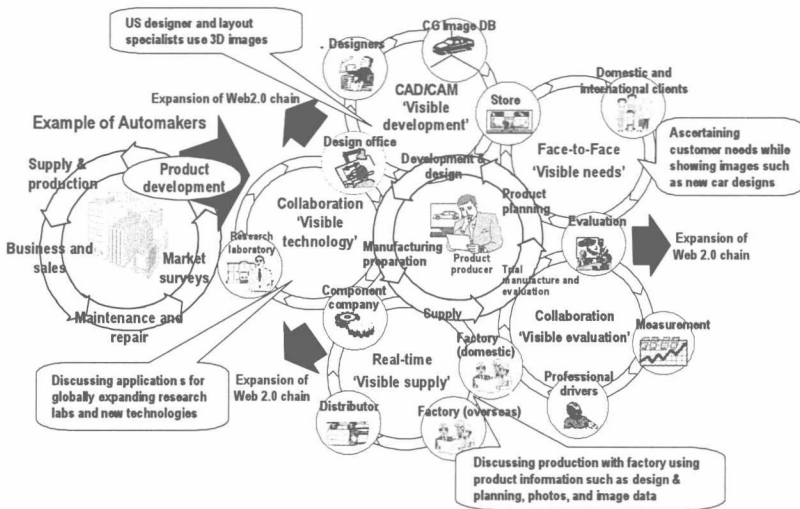 US designer and layout
specialists use 3D images
. Designers
CG Image DB
Expansion of Web2.0 chain
CAD/CAM
'Visible
development'
Store
Domestic and
international clients
Example of Automakers
Supply &
production
Product
development
Design office
Face-to-Face
'Visible needs'
Ascertaining
customer needs while
showing images such
as new car designs
Development &
design
Collaboration
'Visible
technology'
Product
planning
Business and
sales
Market
surveys
Research
laboratory
Manufacturing
preparation
Product
producer
Evaluation
Expansion of
Web 2.0 chain
Trial
manufacture and
evaluation
Component
company
Maintenance and
repair
Supply
Collaboration
'Visible evaluation'
Measurement
Real-time
'Visible supply'
Factory
(domestic)
Discussing application s for
globally expanding research
labs and new technologies
Expansion of
Web 2.0 chain
Professional
drivers
Distributor
Factory (overseas)
Discussing production with factory using
product information such as design &
planning, photos, and image data